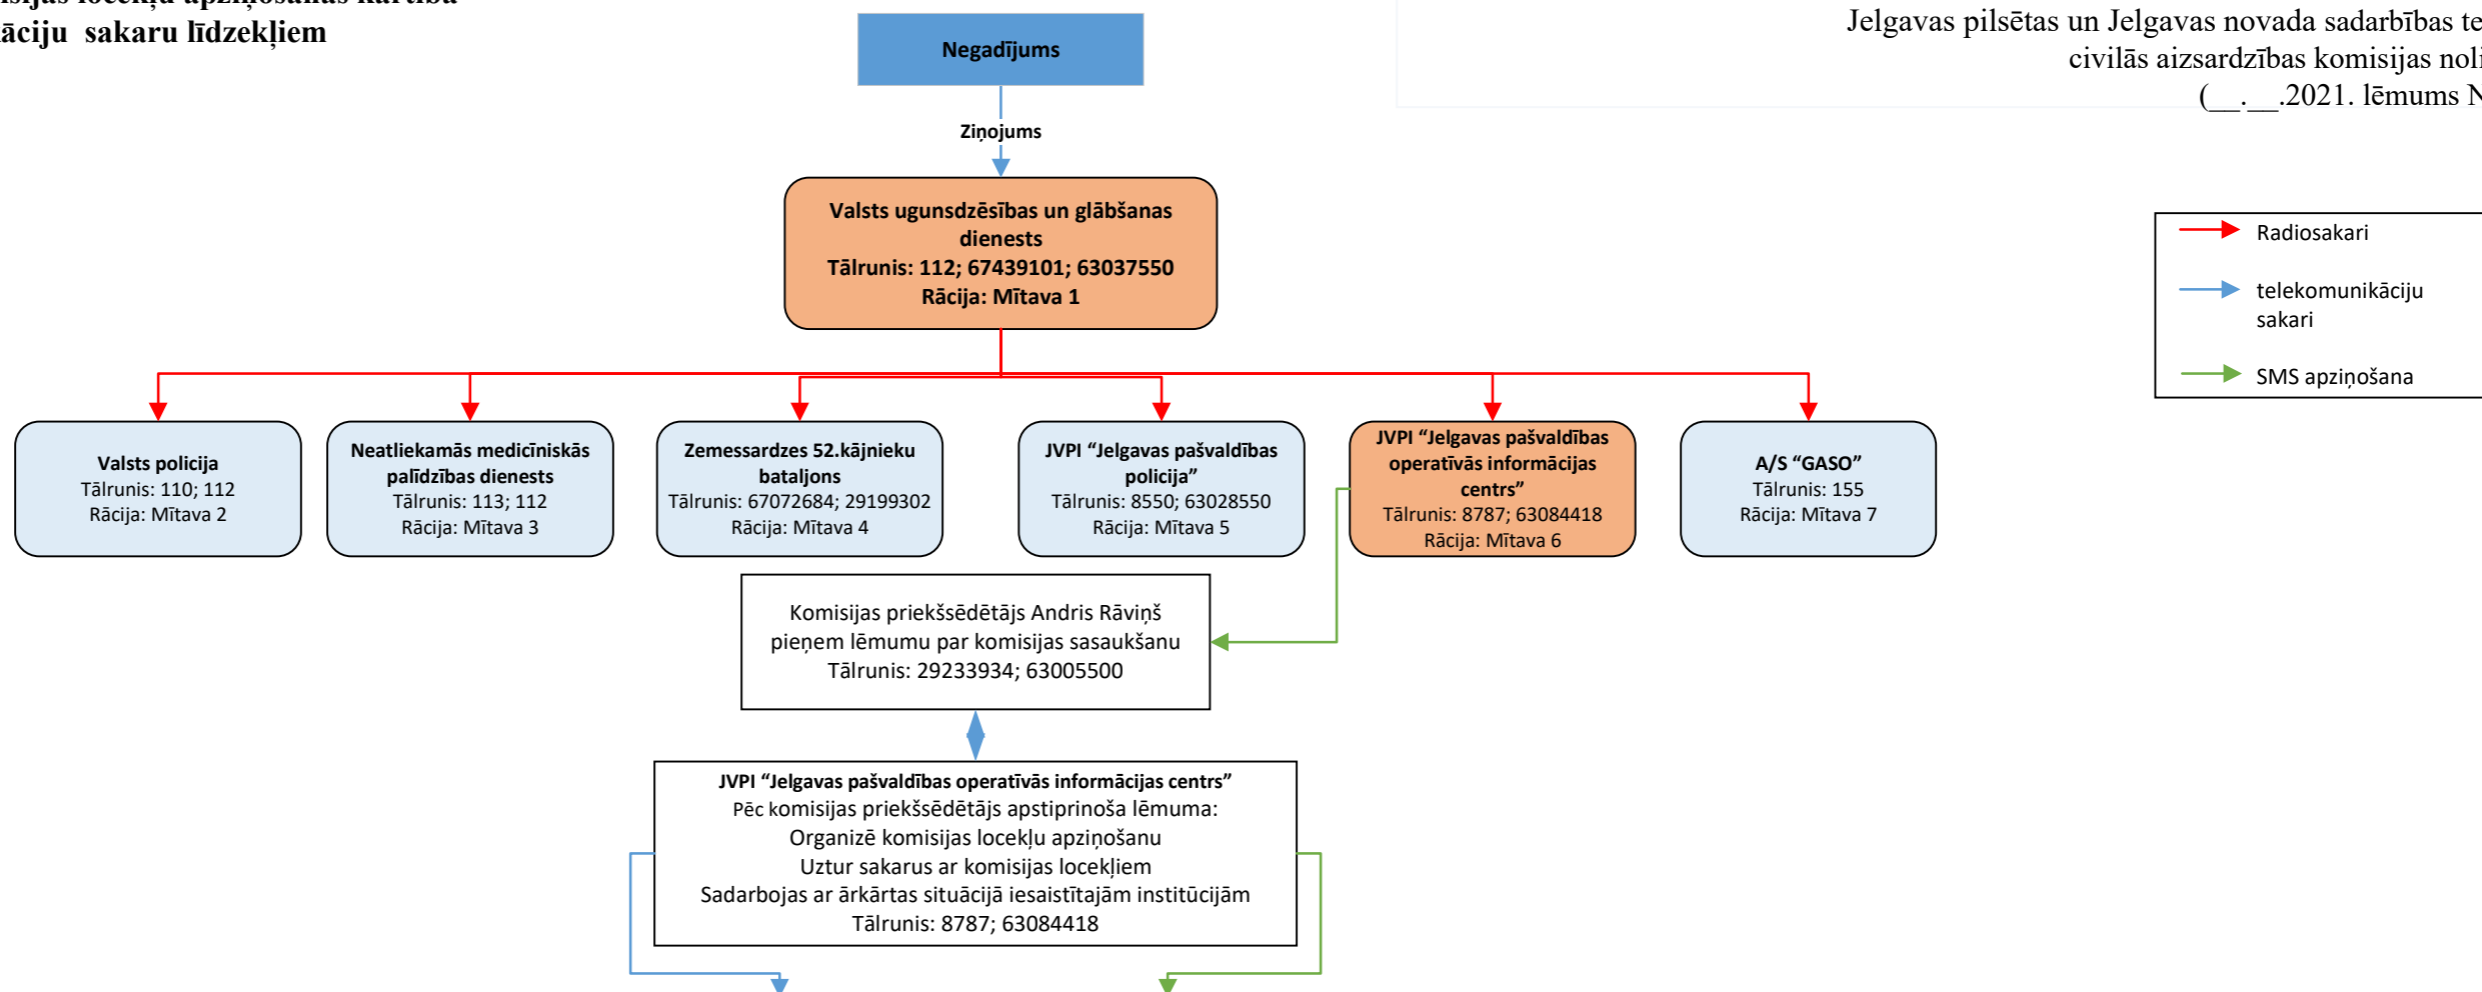 locekļu apziņošanas kārtība
sakaru līdzekļiem
Jelgavas pilsētas un Jelgavas novada sadarbības
civilās aizsardzības komisijas
(__.__.2021. lēmums
Negadījums
Ziņojums
Valsts ugunsdzēsības un glābšanas
dienests
Tālrunis: 112; 67439101; 63037550
Rācija: Mītava 1
Radiosakari
telekomunikāciju
sakari
SMS apziņošana
Valsts policija
Tālrunis: 110; 112
Rācija: Mītava 2
Neatliekamās medicīniskās
palīdzības dienests
Tālrunis: 113; 112
Rācija: Mītava 3
Zemessardzes 52.kājnieku
bataljons
Tālrunis: 67072684; 29199302
Rācija: Mītava 4
JVPI “Jelgavas pašvaldības
policija”
Tālrunis: 8550; 63028550
Rācija: Mītava 5
JVPI “Jelgavas pašvaldības
operatīvās informācijas
centrs”
Tālrunis: 8787; 63084418
Rācija: Mītava 6
A/S “GASO”
Tālrunis: 155
Rācija: Mītava 7
Komisijas priekšsēdētājs Andris Rāviņš
pieņem lēmumu par komisijas sasaukšanu
Tālrunis: 29233934; 63005500
JVPI “Jelgavas pašvaldības operatīvās informācijas centrs”
Pēc komisijas priekšsēdētājs apstiprinoša lēmuma:
Organizē komisijas locekļu apziņošanu
Uztur sakarus ar komisijas locekļiem
Sadarbojas ar ārkārtas situācijā iesaistītajām institūcijām
Tālrunis: 8787; 63084418